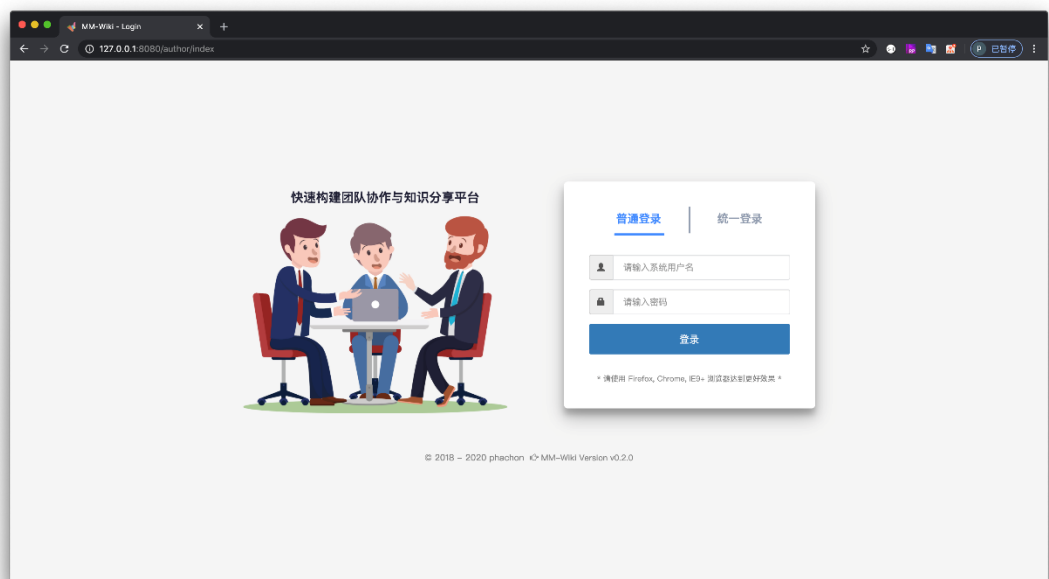 MM-Wiki - Login
127.0.0.1:8080/author/index
P 已暂停
快速构建团队协作与知识分享平台
普通登录 统一登录
请输入系统用户名
请输入密码
登录
* 请使用 Firefox, Chrome, IE9+ 浏览器达到更好效果 *
© 2018 - 2020 phachon MM-Wiki Version v0.2.0